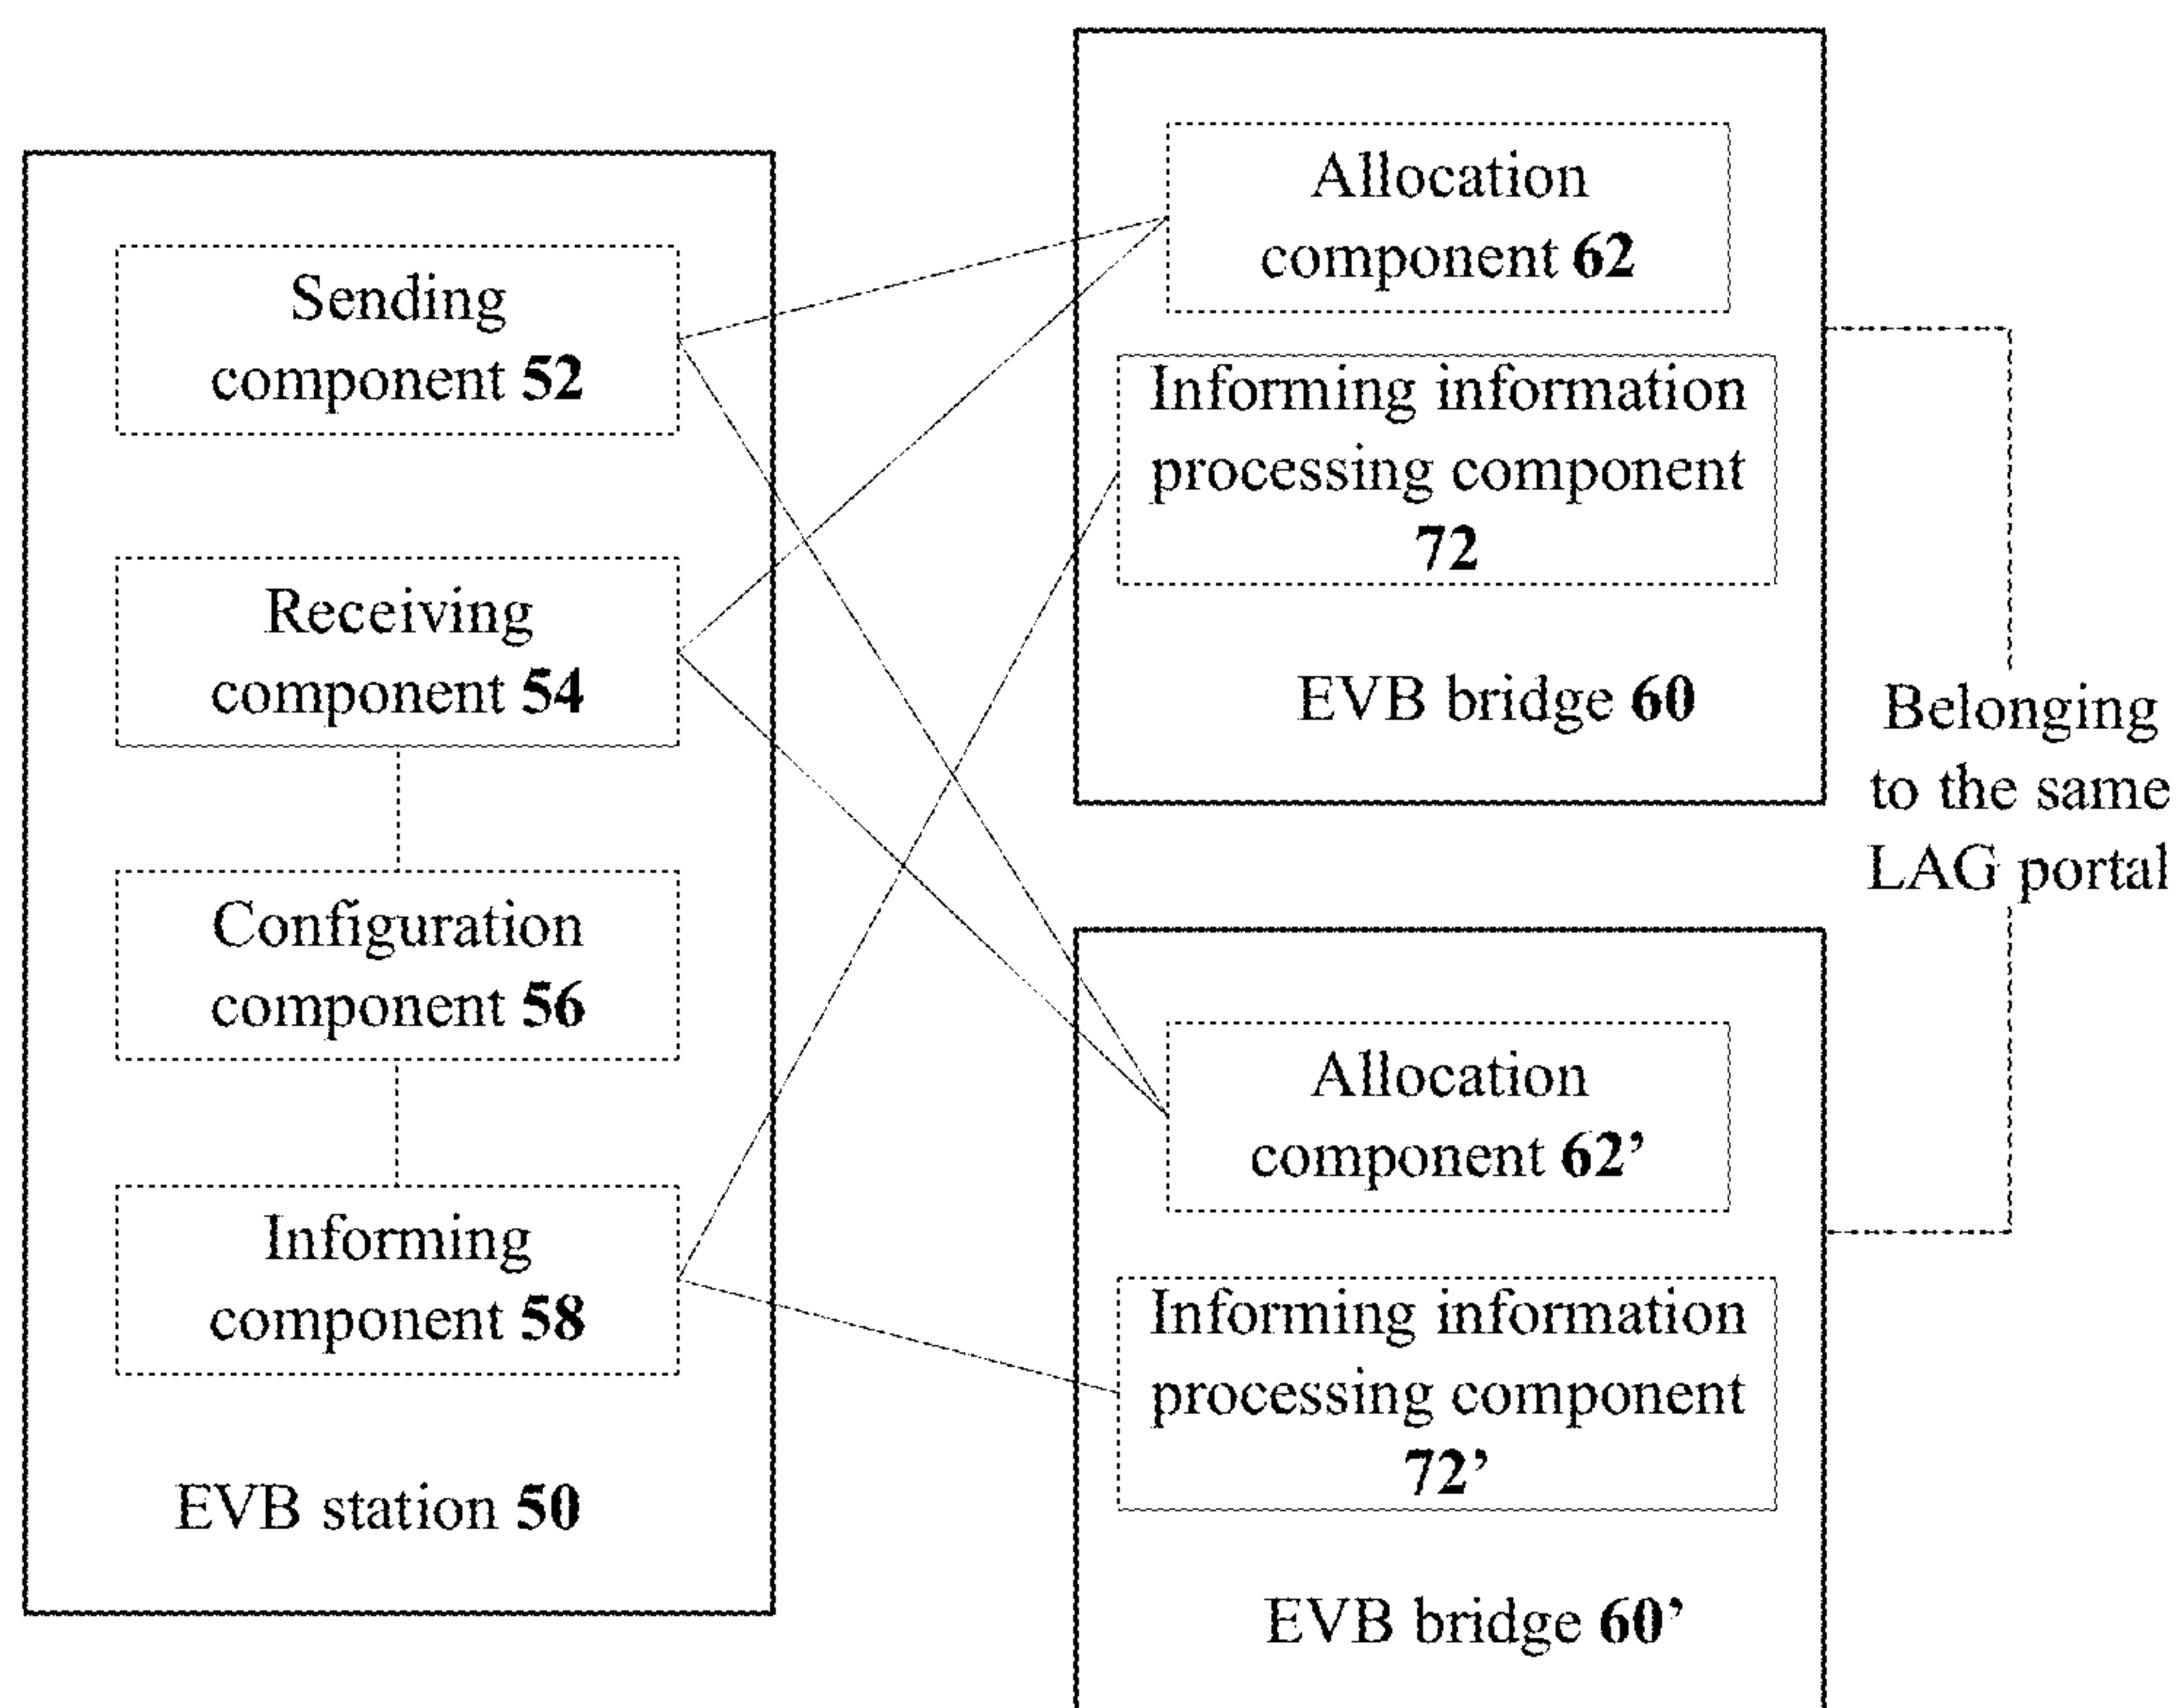 Sending
component 52
Receiving
component 54
Configuration
component 56
Informing
component 58
EVB station 50
Allocation
component 62
Informing information
processing component
72
EVB bridge 60
Allocation
component 62’
Informing information
processing component
72’
EVB bridge 60’
Belonging
to the same
LAG portal